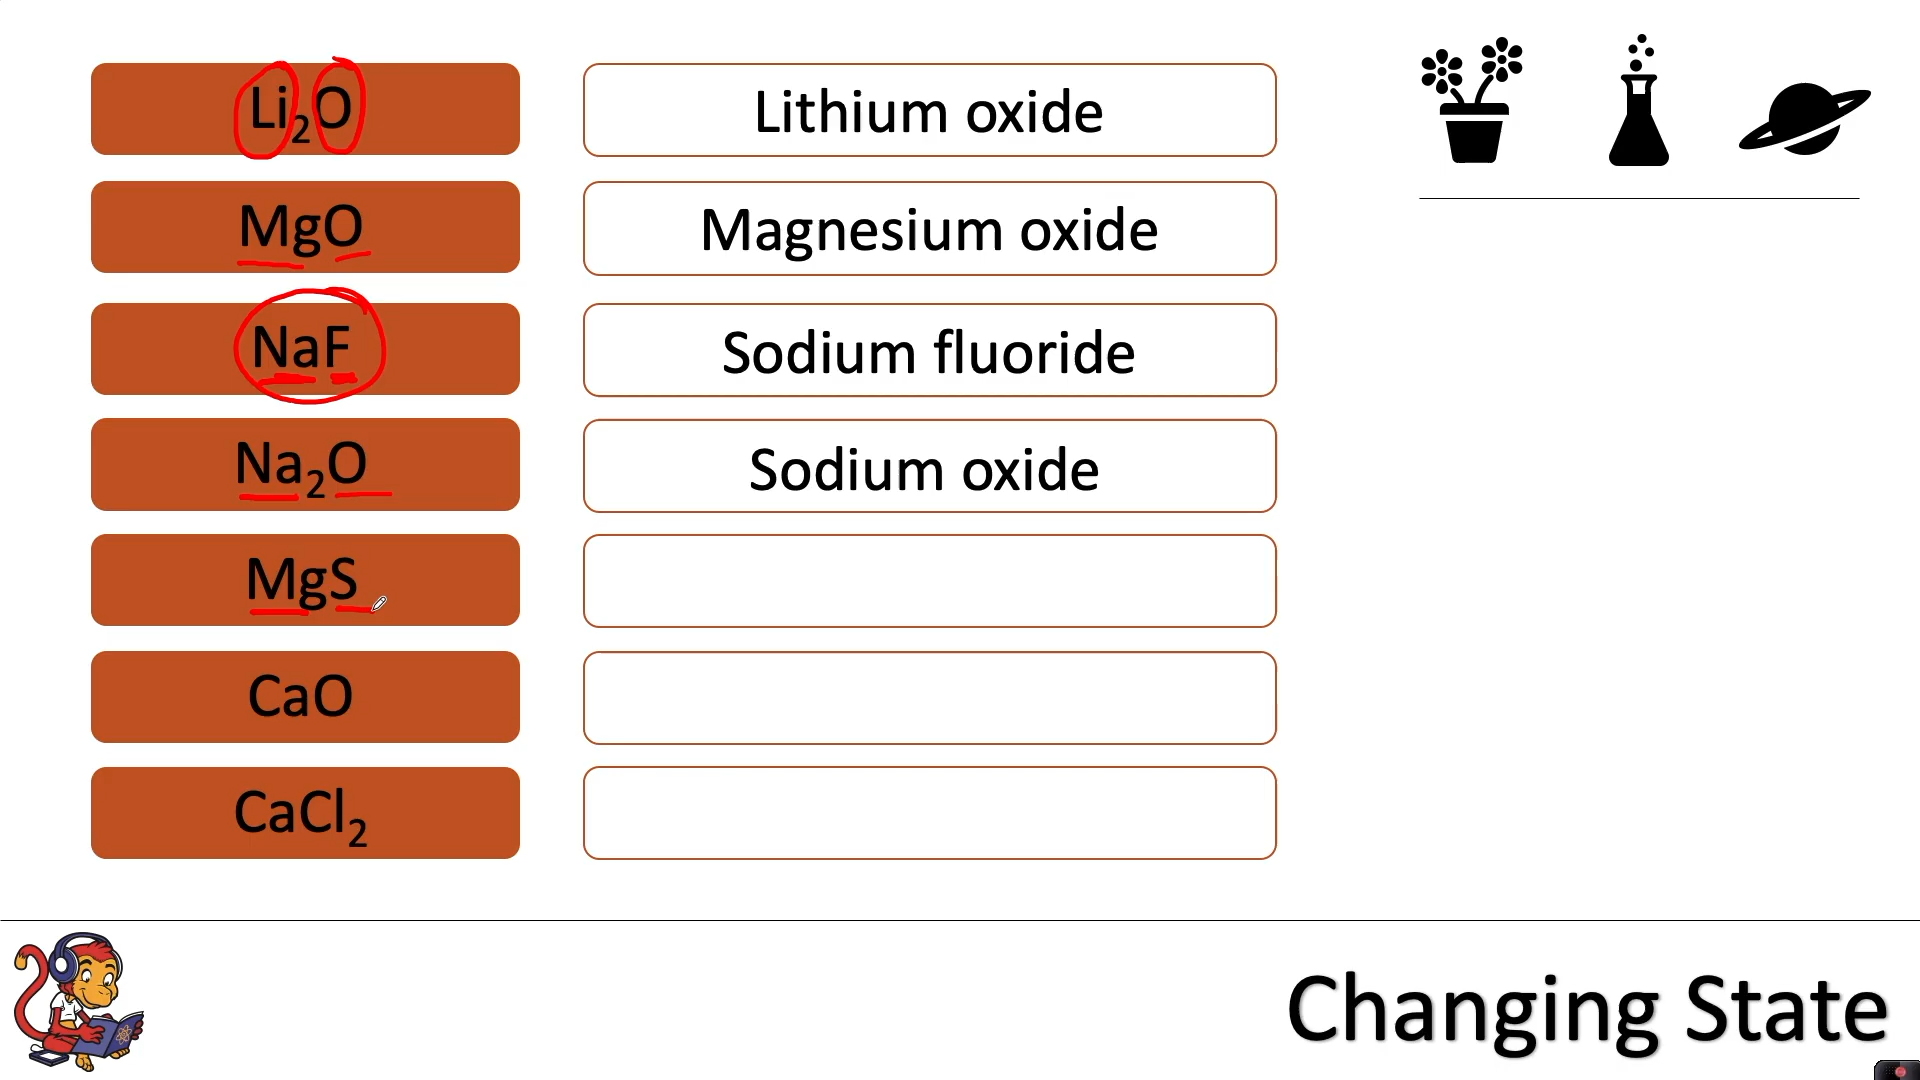 Li₂O
Lithium oxide
MgO
Magnesium oxide
NaF
Sodium fluoride
Na₂O
Sodium oxide
MgS
CaO
CaCl₂
Changing State